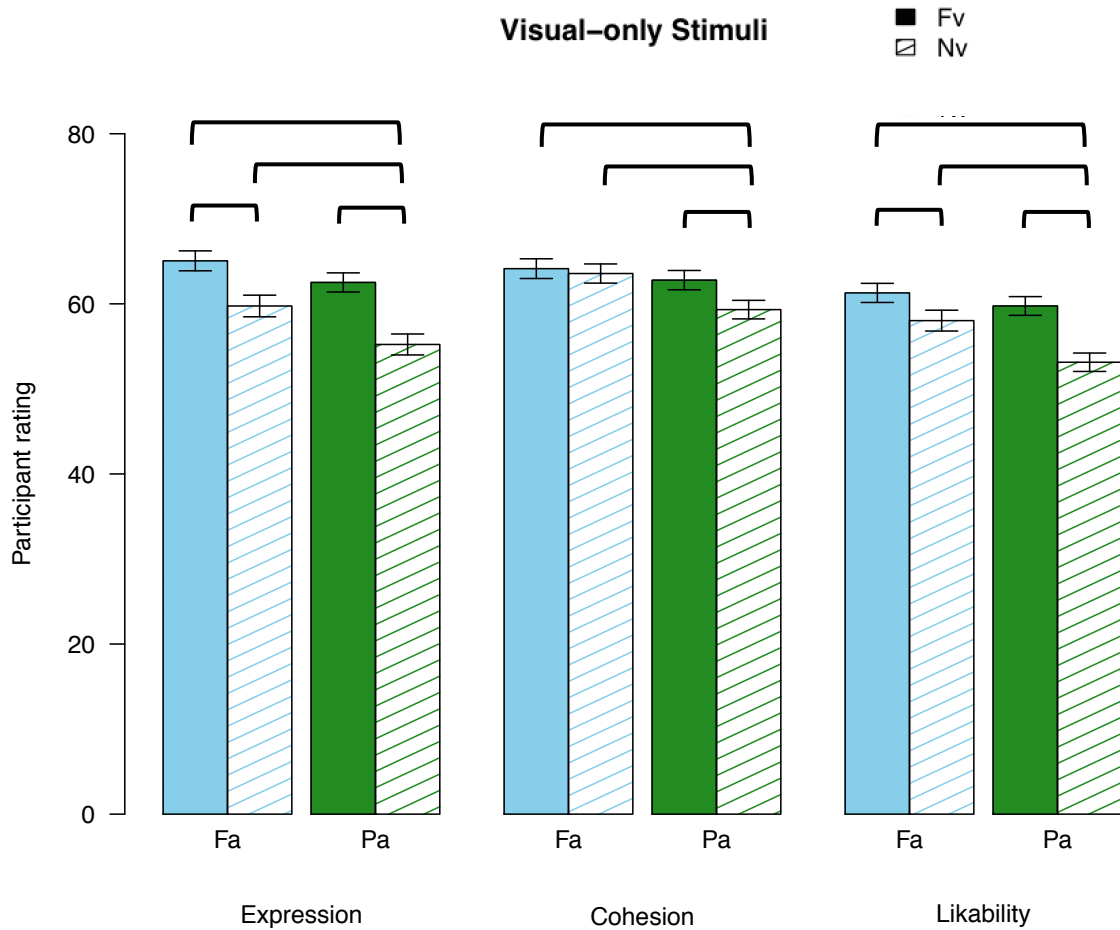 Visual–only Stimuli
Fv
Nv
Participant rating
80
60
40
20
0
Fa Pa Fa Pa Fa Pa
Expression Cohesion Likability